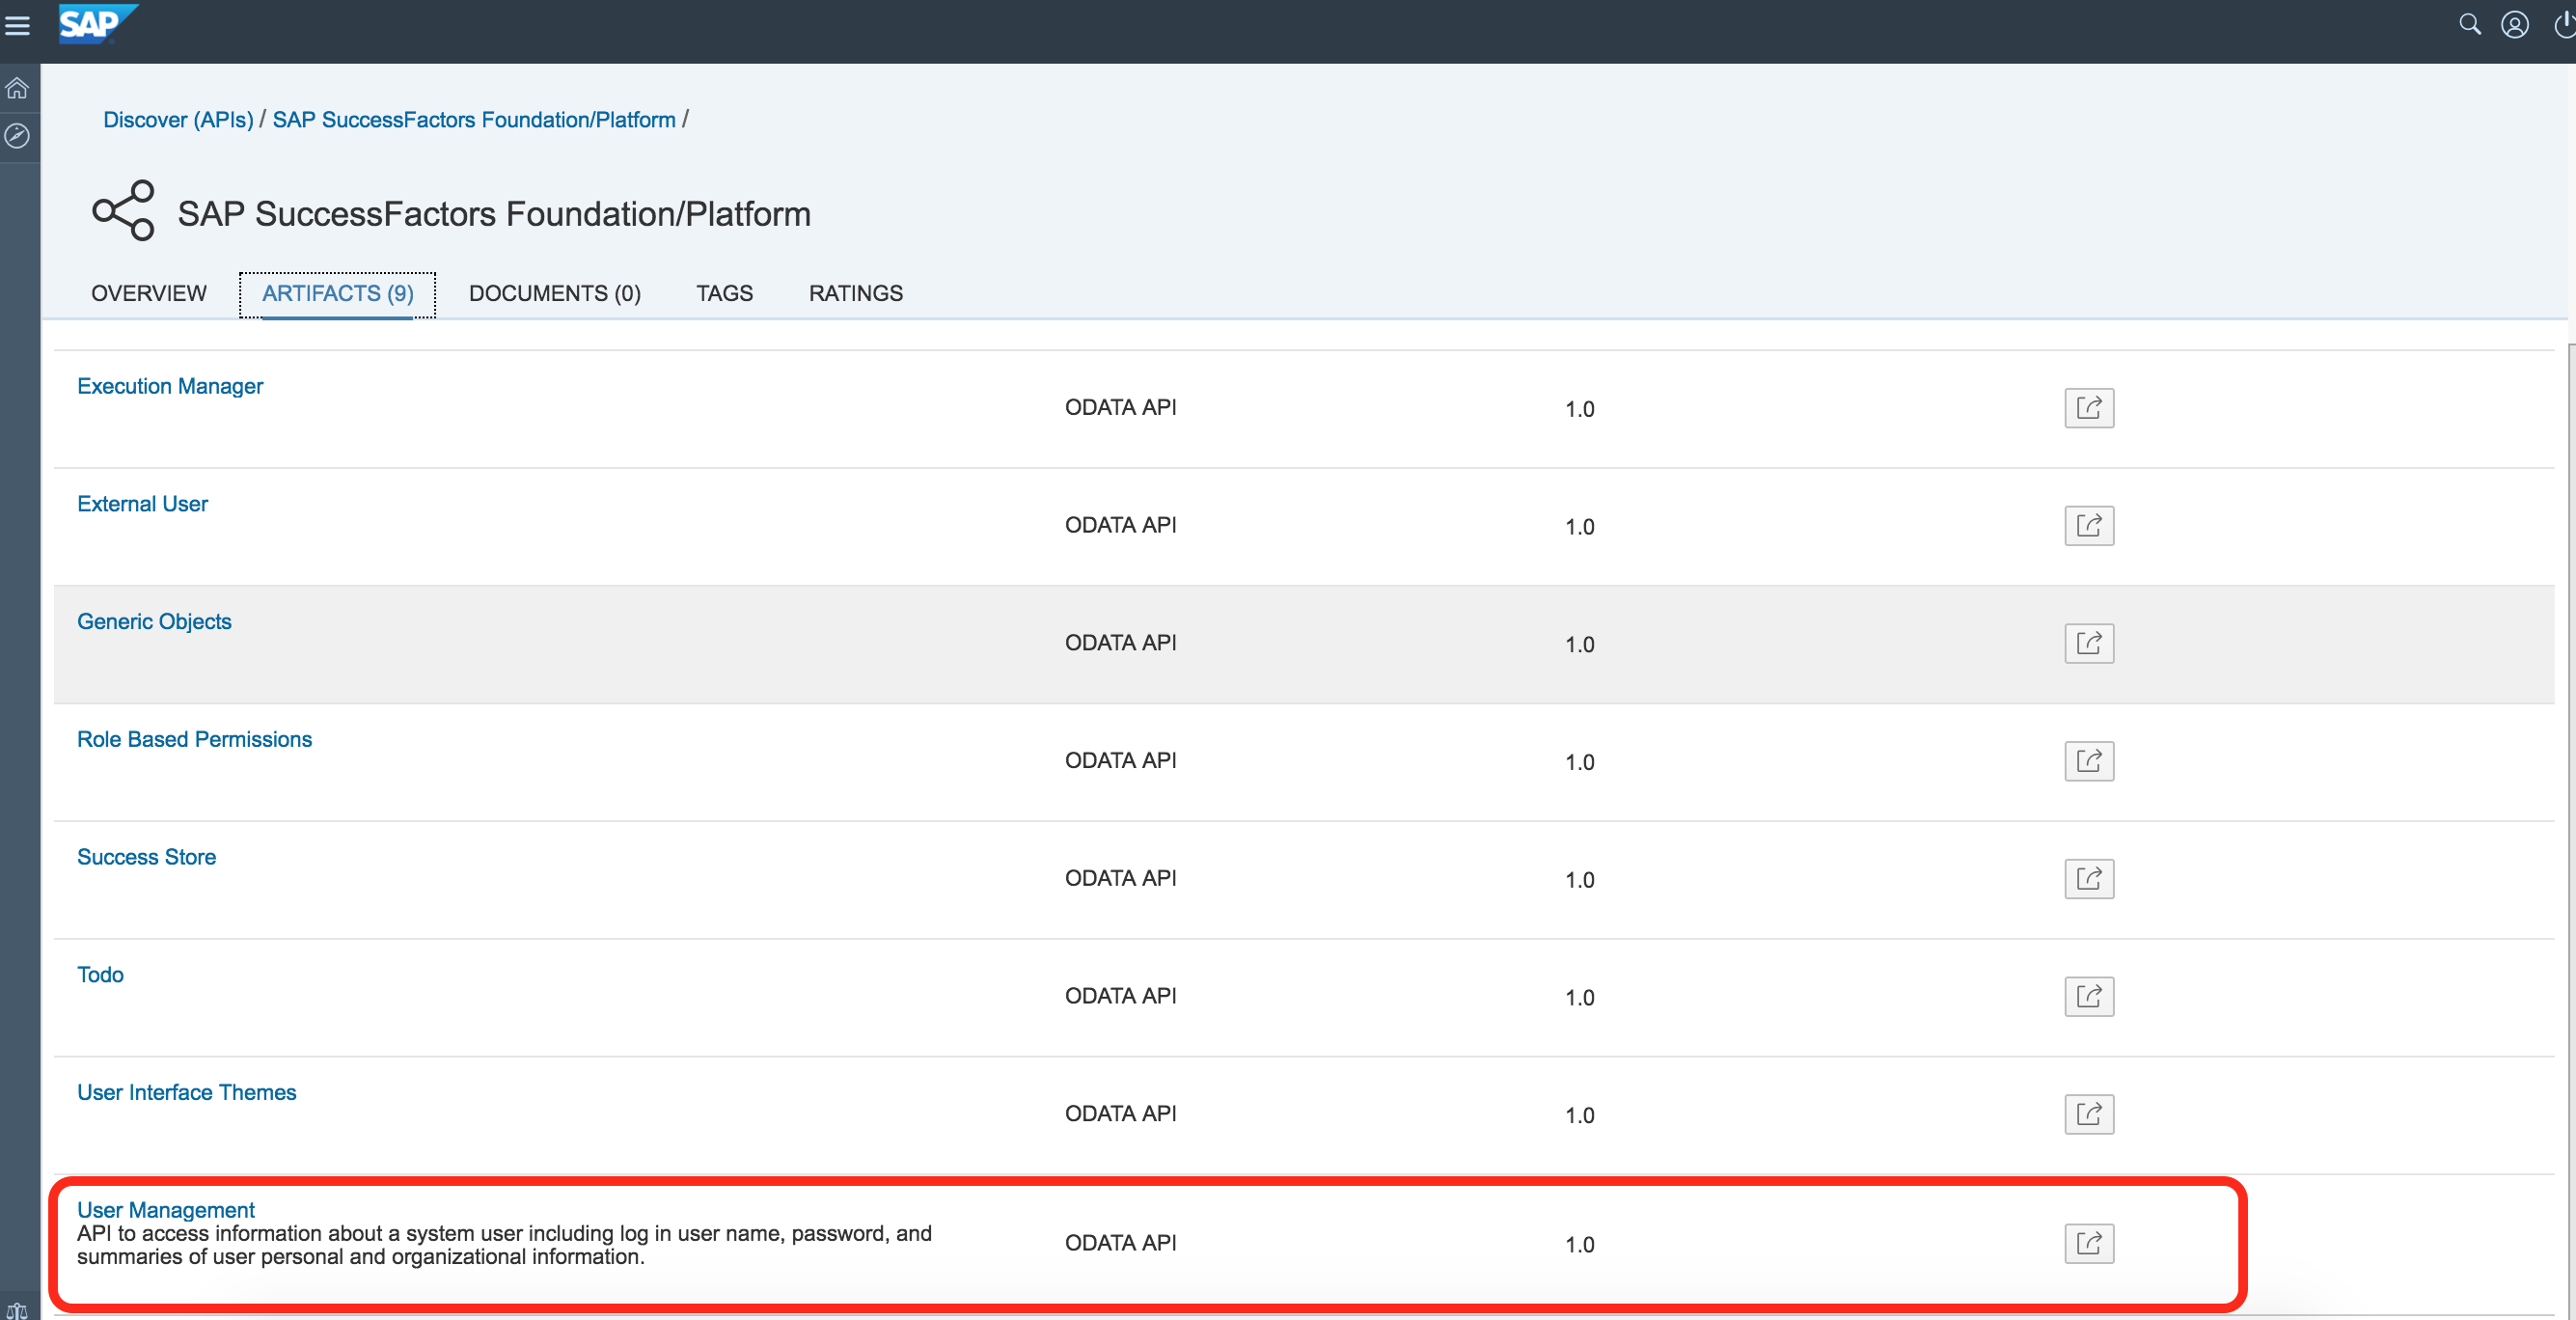 SAP
Discover (APIs) / SAP SuccessFactors Foundation/Platform /
SAP SuccessFactors Foundation/Platform
OVERVIEW ARTIFACTS (9) DOCUMENTS (0) TAGS RATINGS
Execution Manager ODATA API 1.0
External User ODATA API 1.0
Generic Objects ODATA API 1.0
Role Based Permissions ODATA API 1.0
Success Store ODATA API 1.0
Todo ODATA API 1.0
User Interface Themes ODATA API 1.0
User Management
API to access information about a system user including log in user name, password, and
summaries of user personal and organizational information.
ODATA API 1.0